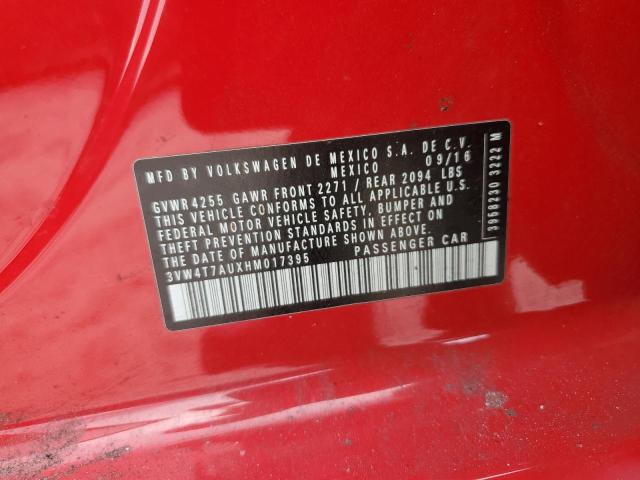 MFD BY VOLKSWAGEN DE MEXICO S.A. DE C.V.
MEXICO 09/16
GVWR 4255 GAWR FRONT 2271 / REAR 2094 LBS
THIS VEHICLE CONFORMS TO ALL APPLICABLE U.S.
FEDERAL MOTOR VEHICLE SAFETY, BUMPER AND
THEFT PREVENTION STANDARDS IN EFFECT ON
THE DATE OF MANUFACTURE SHOWN ABOVE.
3VW4T7AUXHM017395 PASSENGER CAR
3958230 3222 M